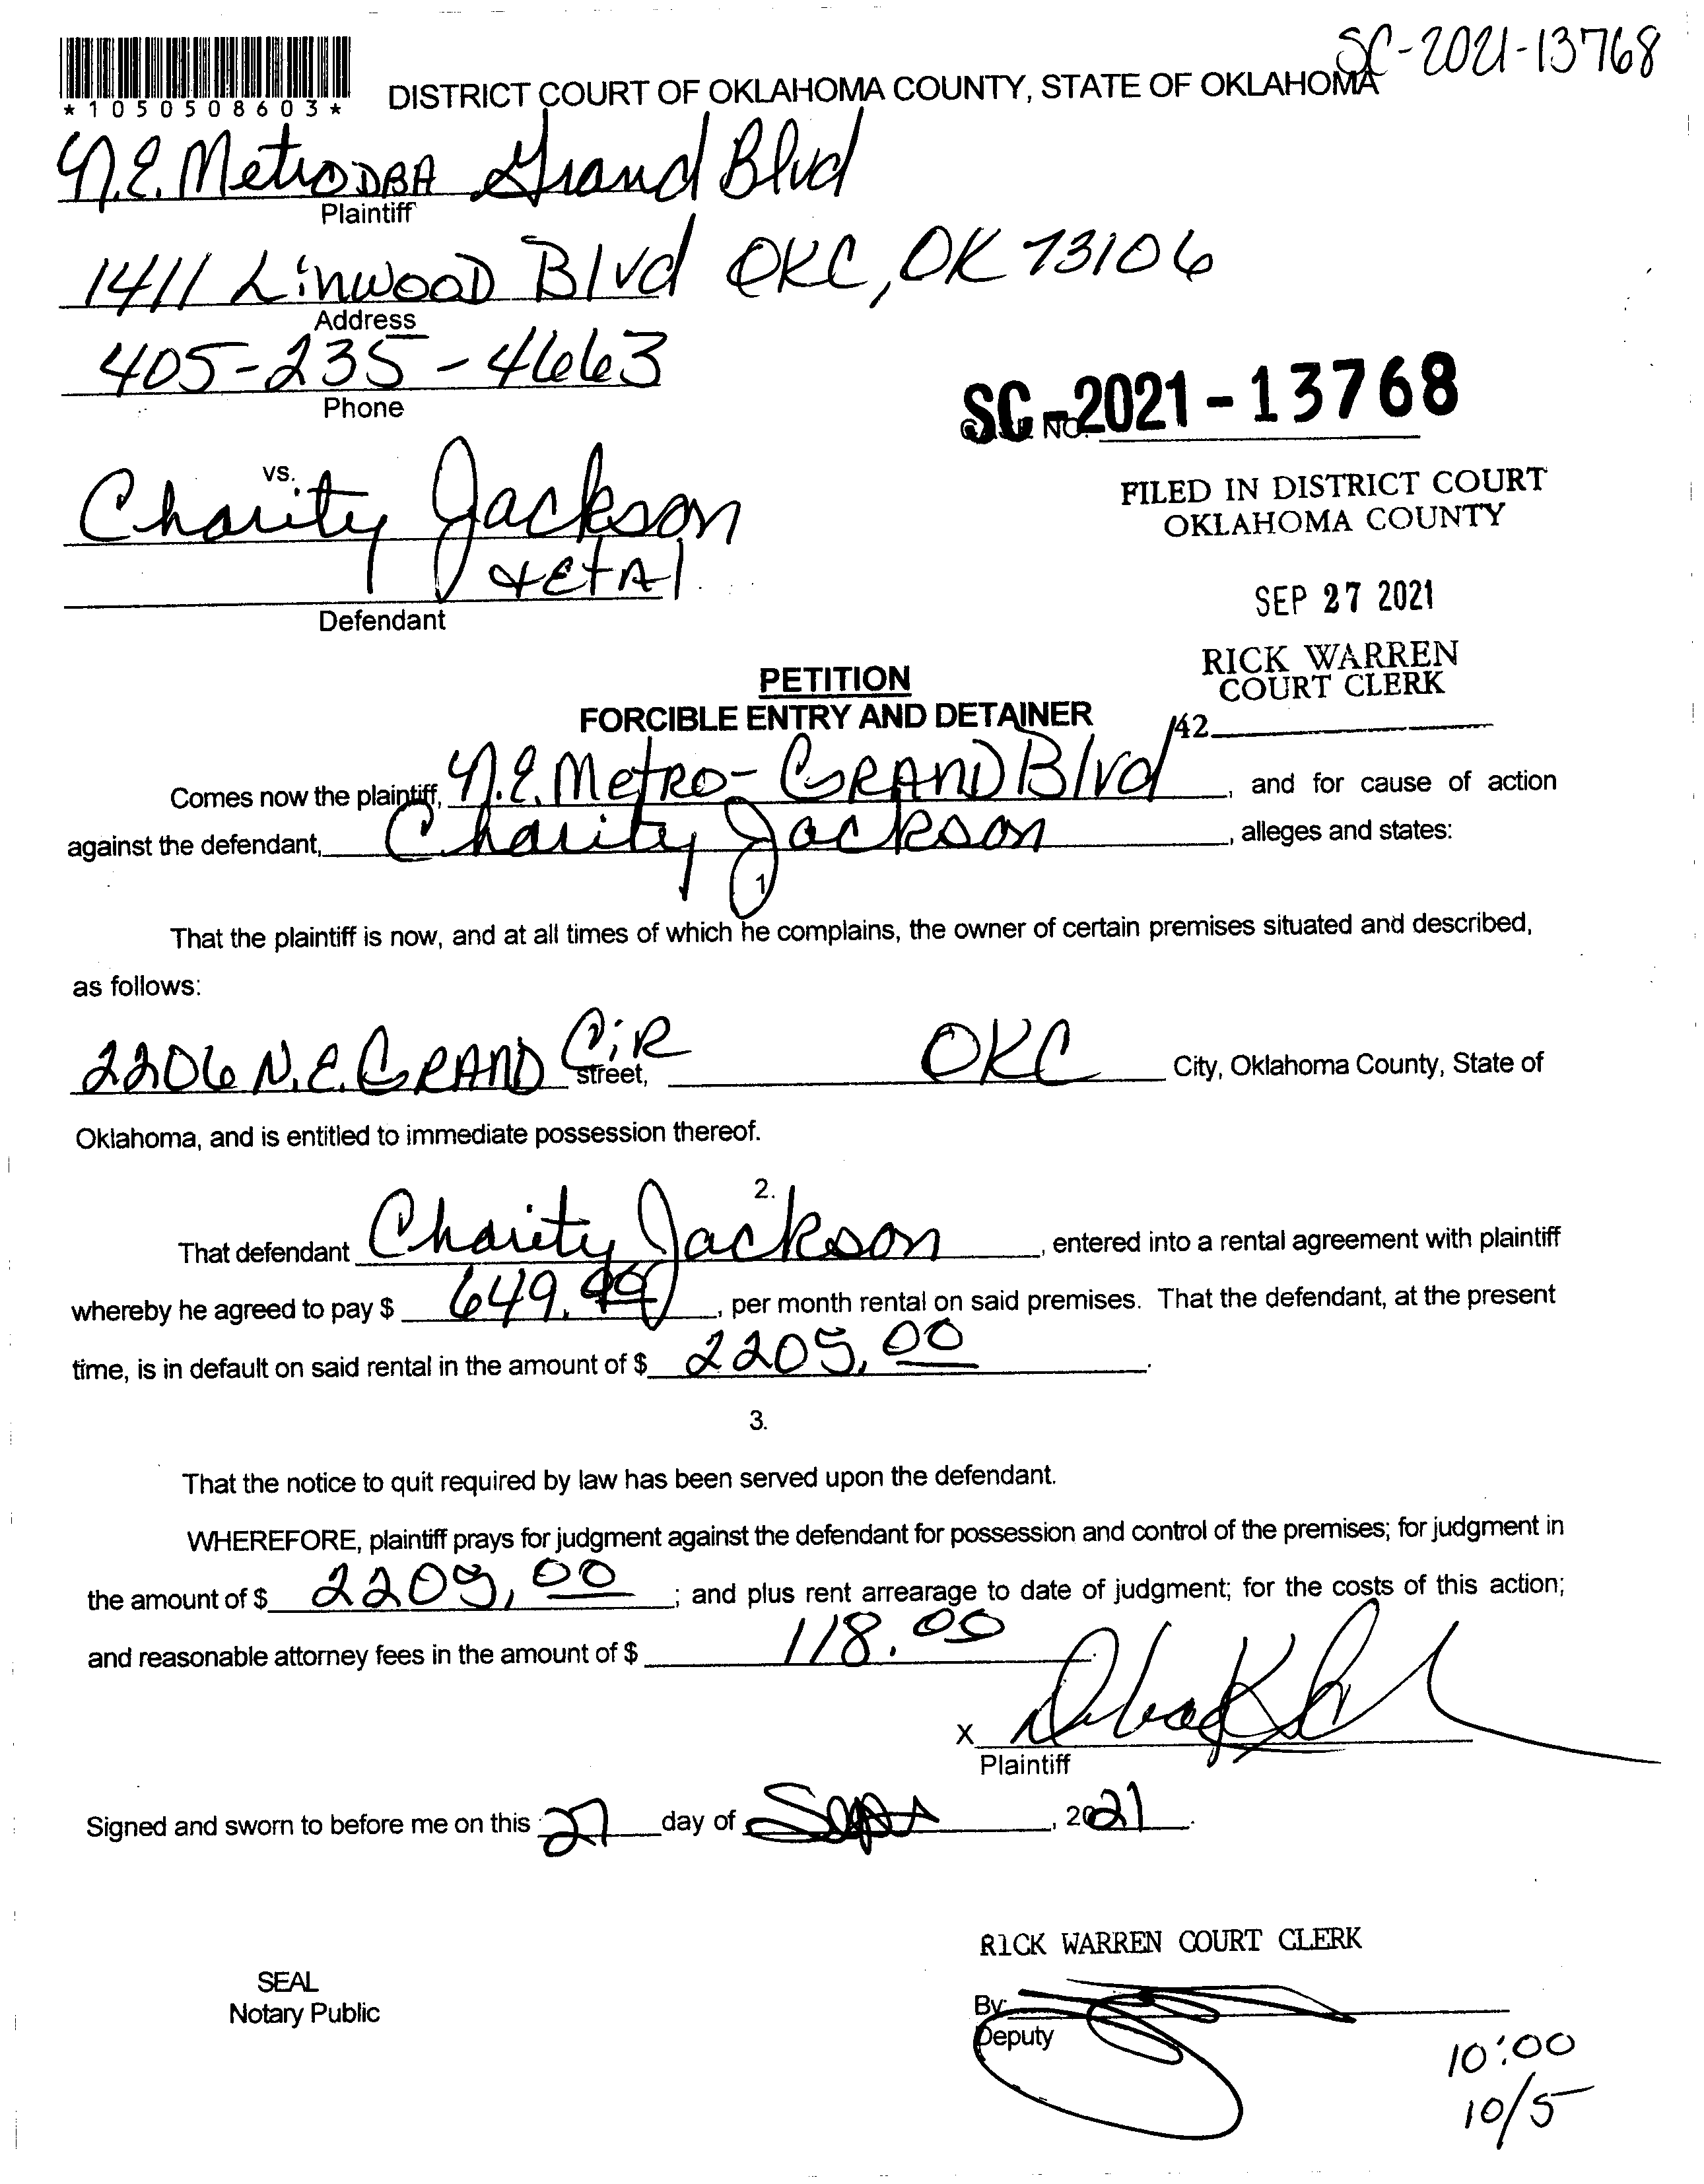 SC-2021-13768
*1050508603*
DISTRICT COURT OF OKLAHOMA COUNTY, STATE OF OKLAHOMA
N.E. Metro DBA Grand Blvd
Plaintiff
1411 Linwood Blvd OKC, OK 73106
Address
405-235-4663
Phone
SC-2021-13768
NO.
vs.
Charity Jackson
& Et Al
Defendant
FILED IN DISTRICT COURT
OKLAHOMA COUNTY
SEP 27 2021
RICK WARREN
COURT CLERK
42
PETITION
FORCIBLE ENTRY AND DETAINER
Comes now the plaintiff, N.E. Metro - Grand Blvd, and for cause of action
against the defendant, Charity Jackson, alleges and states:
1
That the plaintiff is now, and at all times of which he complains, the owner of certain premises situated and described,
as follows:
2206 N.E. Grand Cir street, OKC City, Oklahoma County, State of
Oklahoma, and is entitled to immediate possession thereof.
2.
That defendant Charity Jackson, entered into a rental agreement with plaintiff
whereby he agreed to pay $ 649.99, per month rental on said premises. That the defendant, at the present
time, is in default on said rental in the amount of $ 2205.00.
3.
That the notice to quit required by law has been served upon the defendant.
WHEREFORE, plaintiff prays for judgment against the defendant for possession and control of the premises; for judgment in
the amount of $ 2205.00; and plus rent arrearage to date of judgment; for the costs of this action;
and reasonable attorney fees in the amount of $ 118.00.
X
Plaintiff
Signed and sworn to before me on this 27 day of Sept, 2021.
RICK WARREN COURT CLERK
SEAL
Notary Public
By:
Deputy
10:00
10/5